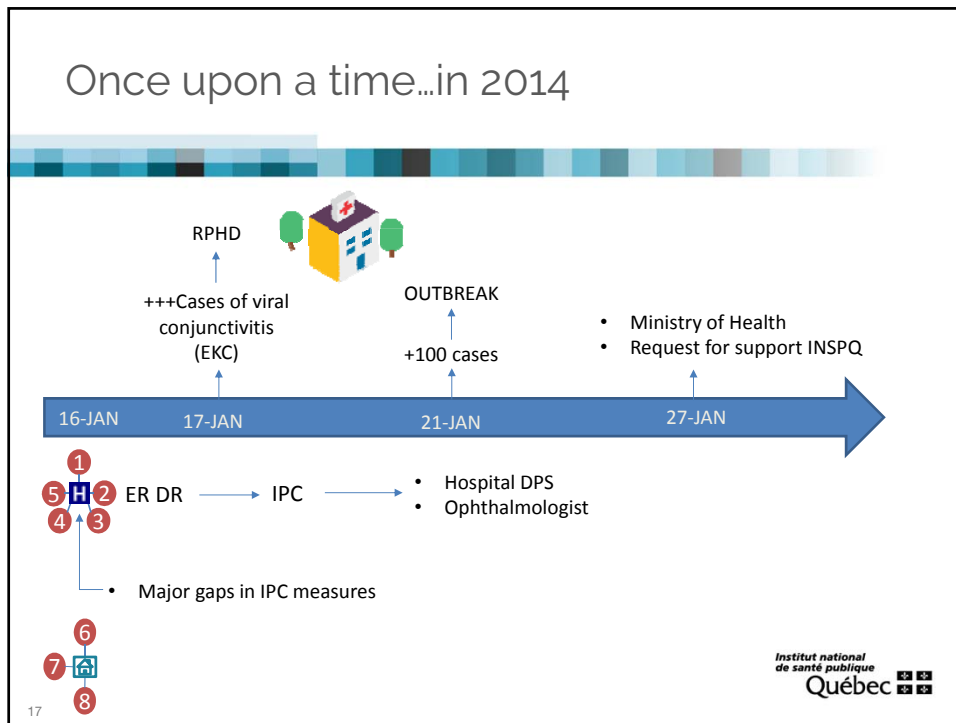 Once upon a time…in 2014
RPHD
+++Cases of viral
conjunctivitis
(EKC)
OUTBREAK
+100 cases
• Ministry of Health
• Request for support INSPQ
16-JAN
17-JAN
21-JAN
27-JAN
1
5 H 2
4 3
ER DR
IPC
• Hospital DPS
• Ophthalmologist
• Major gaps in IPC measures
6
7
8
Institut national
de santé publique
Québec
17